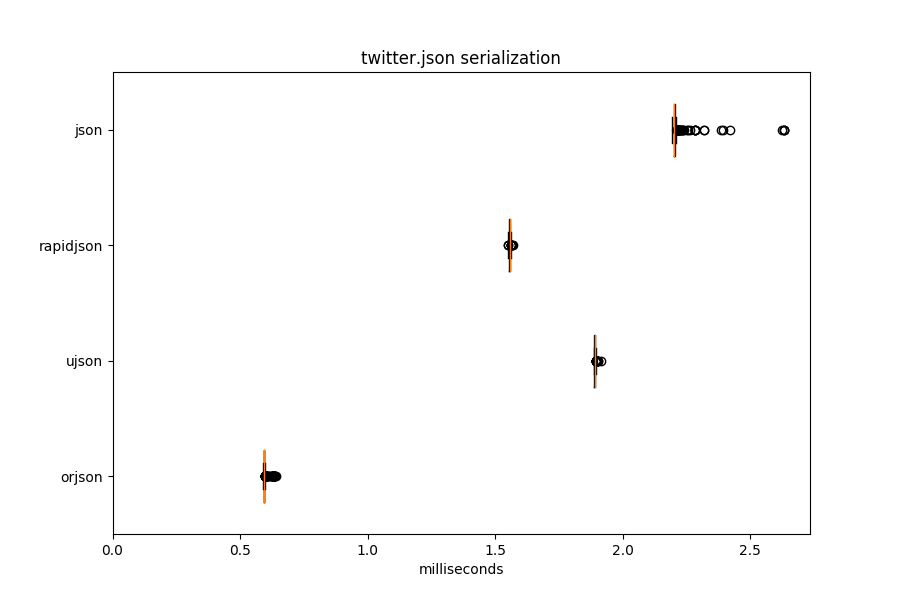 twitter.json serialization
json
rapidjson
ujson
orjson
0.0 0.5 1.0 1.5 2.0 2.5
milliseconds